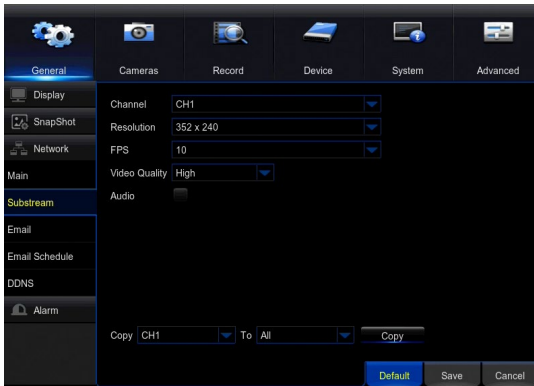 General Cameras Record Device System Advanced
Display
SnapShot
Network
Main
Substream
Email
Email Schedule
DDNS
Alarm
Channel CH1
Resolution 352 x 240
FPS 10
Video Quality High
Audio
Copy CH1 To All Copy
Default Save Cancel